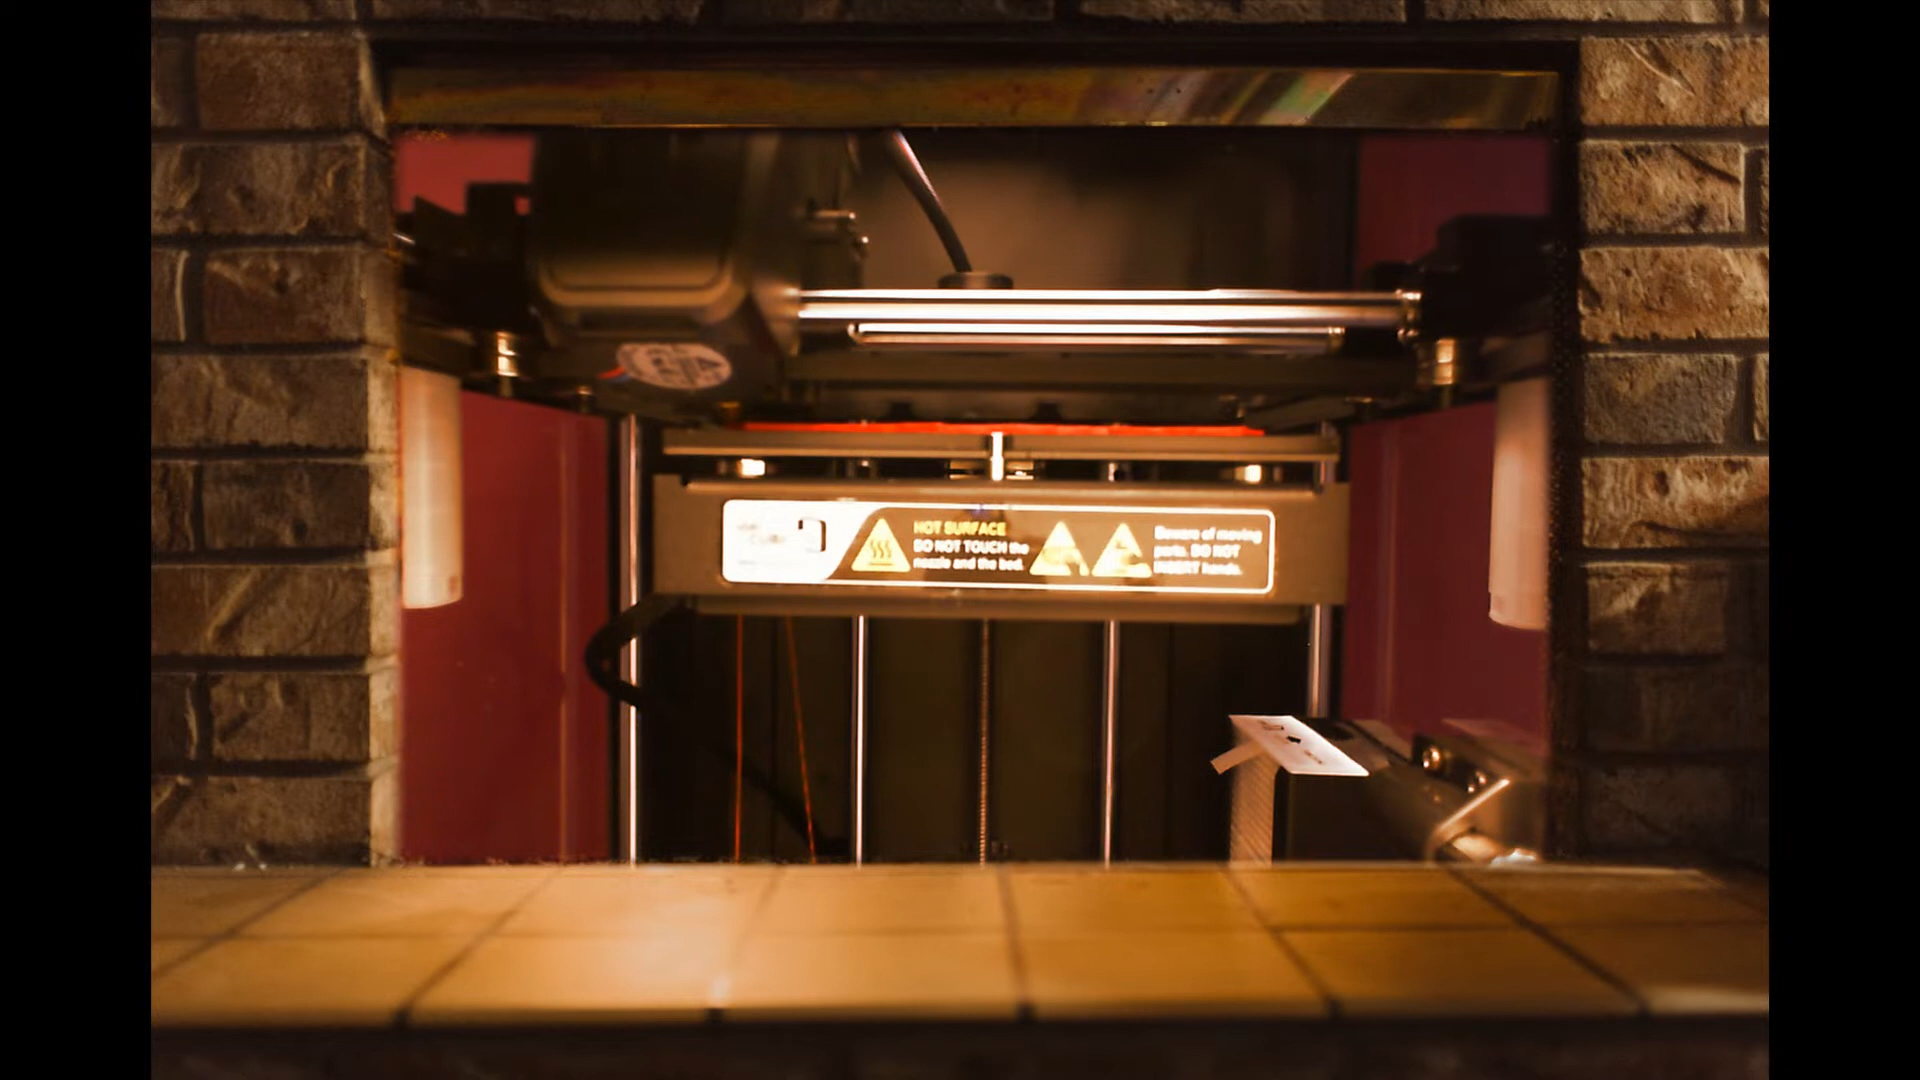 HOT SURFACE
DO NOT TOUCH the
nozzle and the bed.
Beware of moving
parts. DO NOT
INSERT hands.